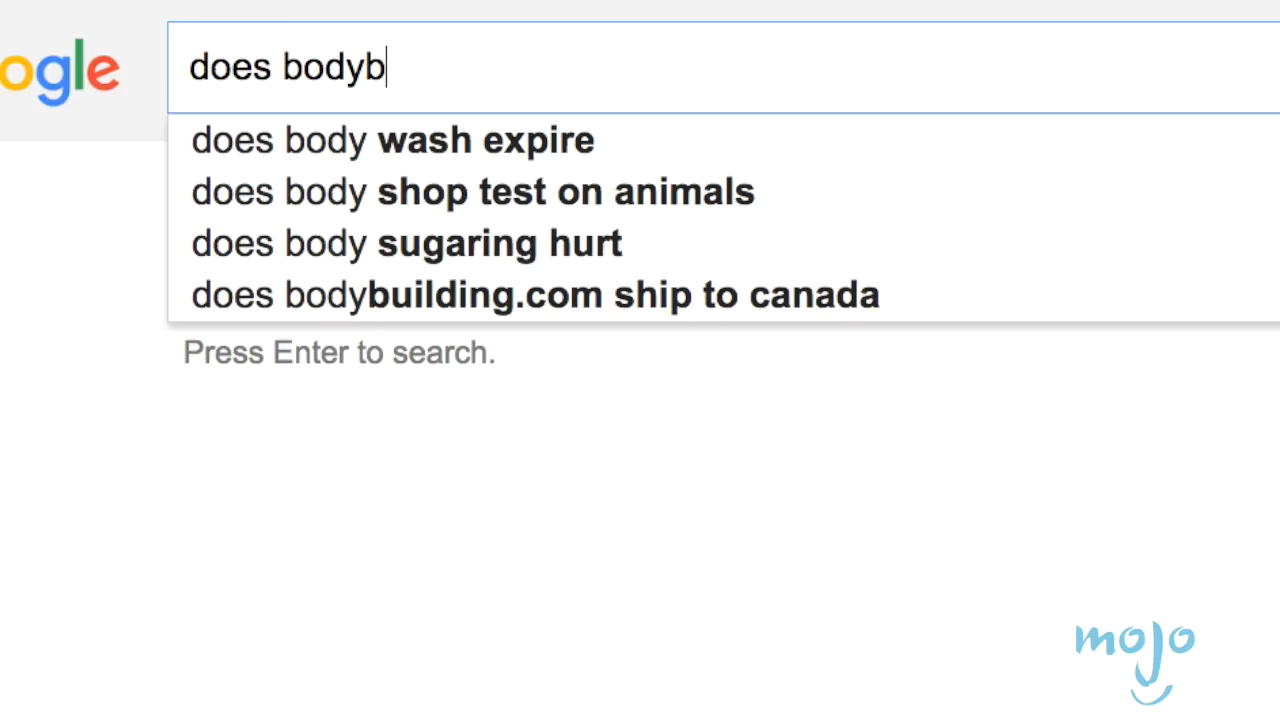 ogle
does bodyb
does body wash expire
does body shop test on animals
does body sugaring hurt
does bodybuilding.com ship to canada
Press Enter to search.
mojo